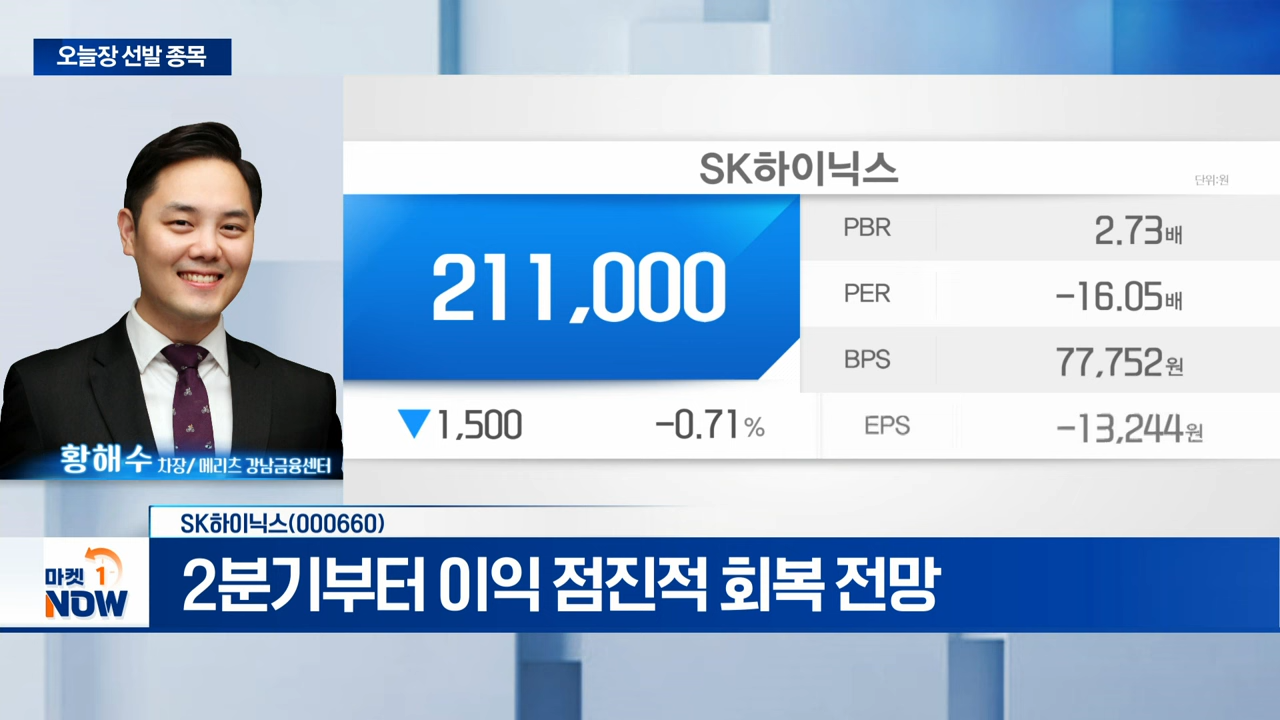 오늘장 선발 종목
SK하이닉스
단위:원
211,000
▼1,500 -0.71%
PBR 2.73배
PER -16.05배
BPS 77,752원
EPS -13,244원
황해수 차장/ 메리츠 강남금융센터
SK하이닉스(000660)
마켓 1
NOW
2분기부터 이익 점진적 회복 전망